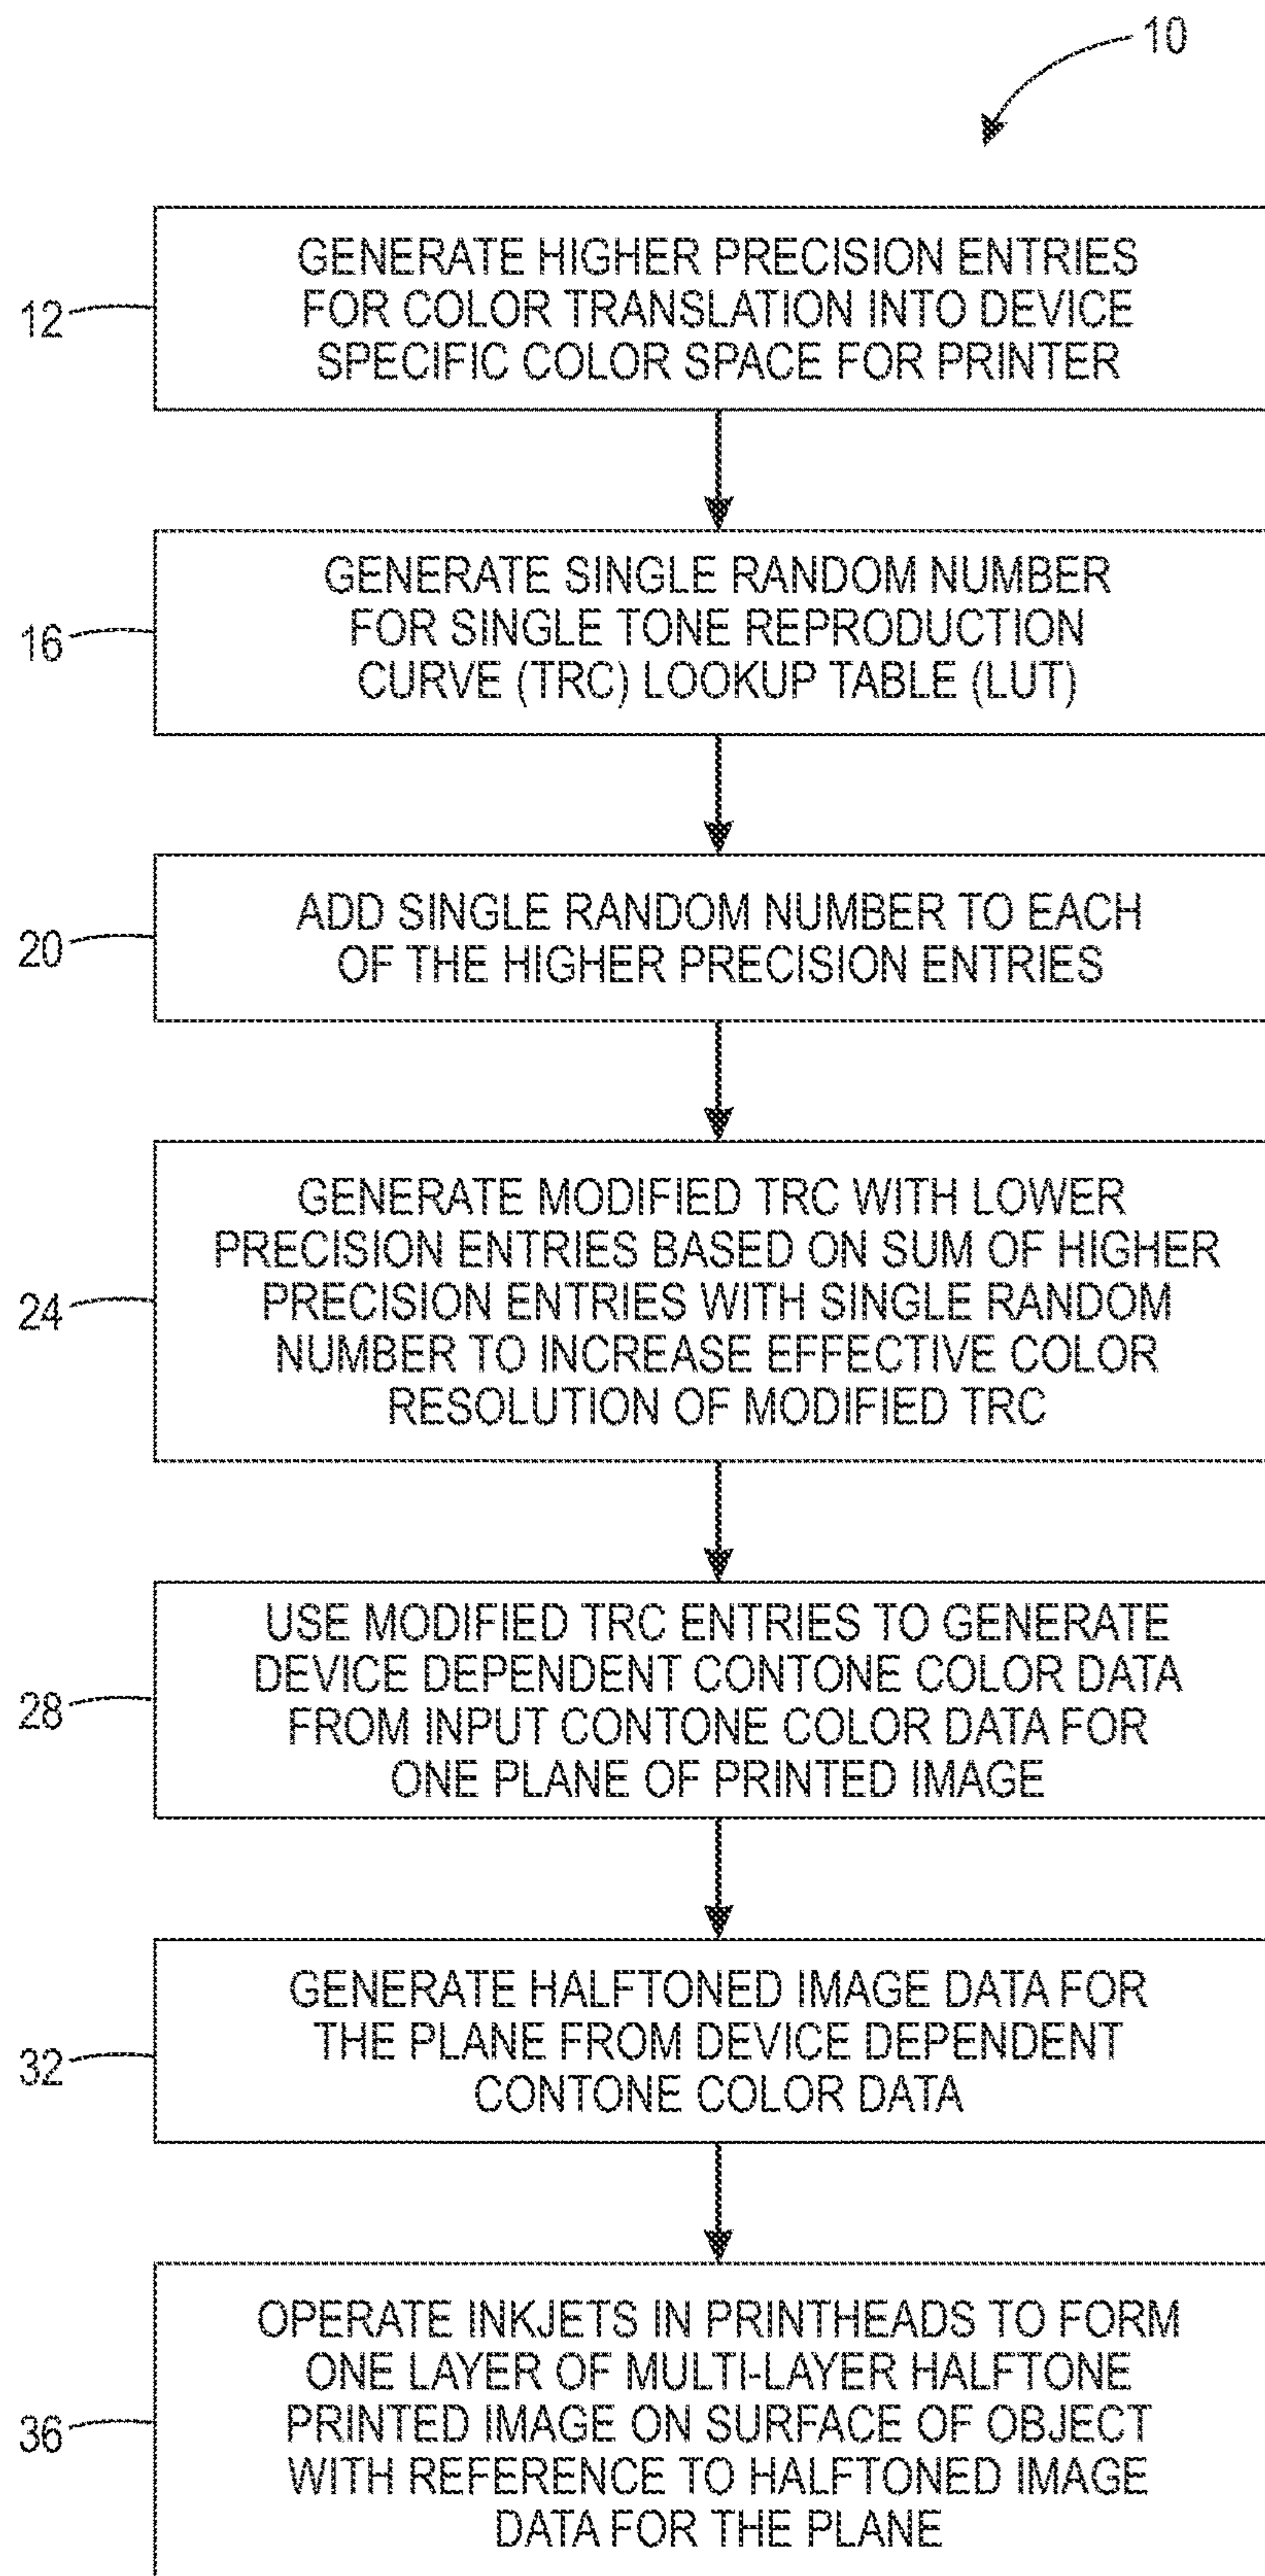 10
12
GENERATE HIGHER PRECISION ENTRIES
FOR COLOR TRANSLATION INTO DEVICE
SPECIFIC COLOR SPACE FOR PRINTER
16
GENERATE SINGLE RANDOM NUMBER
FOR SINGLE TONE REPRODUCTION
CURVE (TRC) LOOKUP TABLE (LUT)
20
ADD SINGLE RANDOM NUMBER TO EACH
OF THE HIGHER PRECISION ENTRIES
24
GENERATE MODIFIED TRC WITH LOWER
PRECISION ENTRIES BASED ON SUM OF HIGHER
PRECISION ENTRIES WITH SINGLE RANDOM
NUMBER TO INCREASE EFFECTIVE COLOR
RESOLUTION OF MODIFIED TRC
28
USE MODIFIED TRC ENTRIES TO GENERATE
DEVICE DEPENDENT CONTONE COLOR DATA
FROM INPUT CONTONE COLOR DATA FOR
ONE PLANE OF PRINTED IMAGE
32
GENERATE HALFTONED IMAGE DATA FOR
THE PLANE FROM DEVICE DEPENDENT
CONTONE COLOR DATA
36
OPERATE INKJETS IN PRINTHEADS TO FORM
ONE LAYER OF MULTI-LAYER HALFTONE
PRINTED IMAGE ON SURFACE OF OBJECT
WITH REFERENCE TO HALFTONED IMAGE
DATA FOR THE PLANE